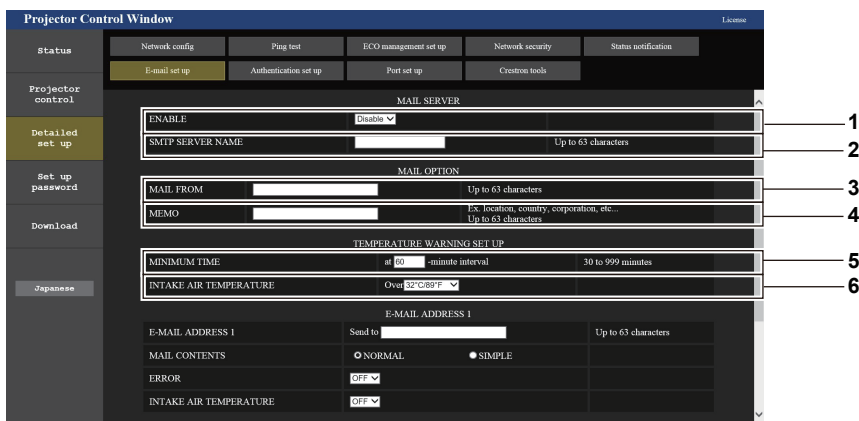 Projector Control Window License
Status
Network config Ping test ECO management set up Network security Status notification
E-mail set up Authentication set up Port set up Crestron tools
Projector
control
Detailed
set up
Set up
password
Download
Japanese
MAIL SERVER
ENABLE Disable 1
SMTP SERVER NAME Up to 63 characters 2
MAIL OPTION
MAIL FROM Up to 63 characters 3
MEMO Ex. location, country, corporation, etc...
Up to 63 characters 4
TEMPERATURE WARNING SET UP
MINIMUM TIME at 60 -minute interval 30 to 999 minutes 5
INTAKE AIR TEMPERATURE Over 32°C/89°F 6
E-MAIL ADDRESS 1
E-MAIL ADDRESS 1 Send to Up to 63 characters
MAIL CONTENTS NORMAL SIMPLE
ERROR OFF
INTAKE AIR TEMPERATURE OFF